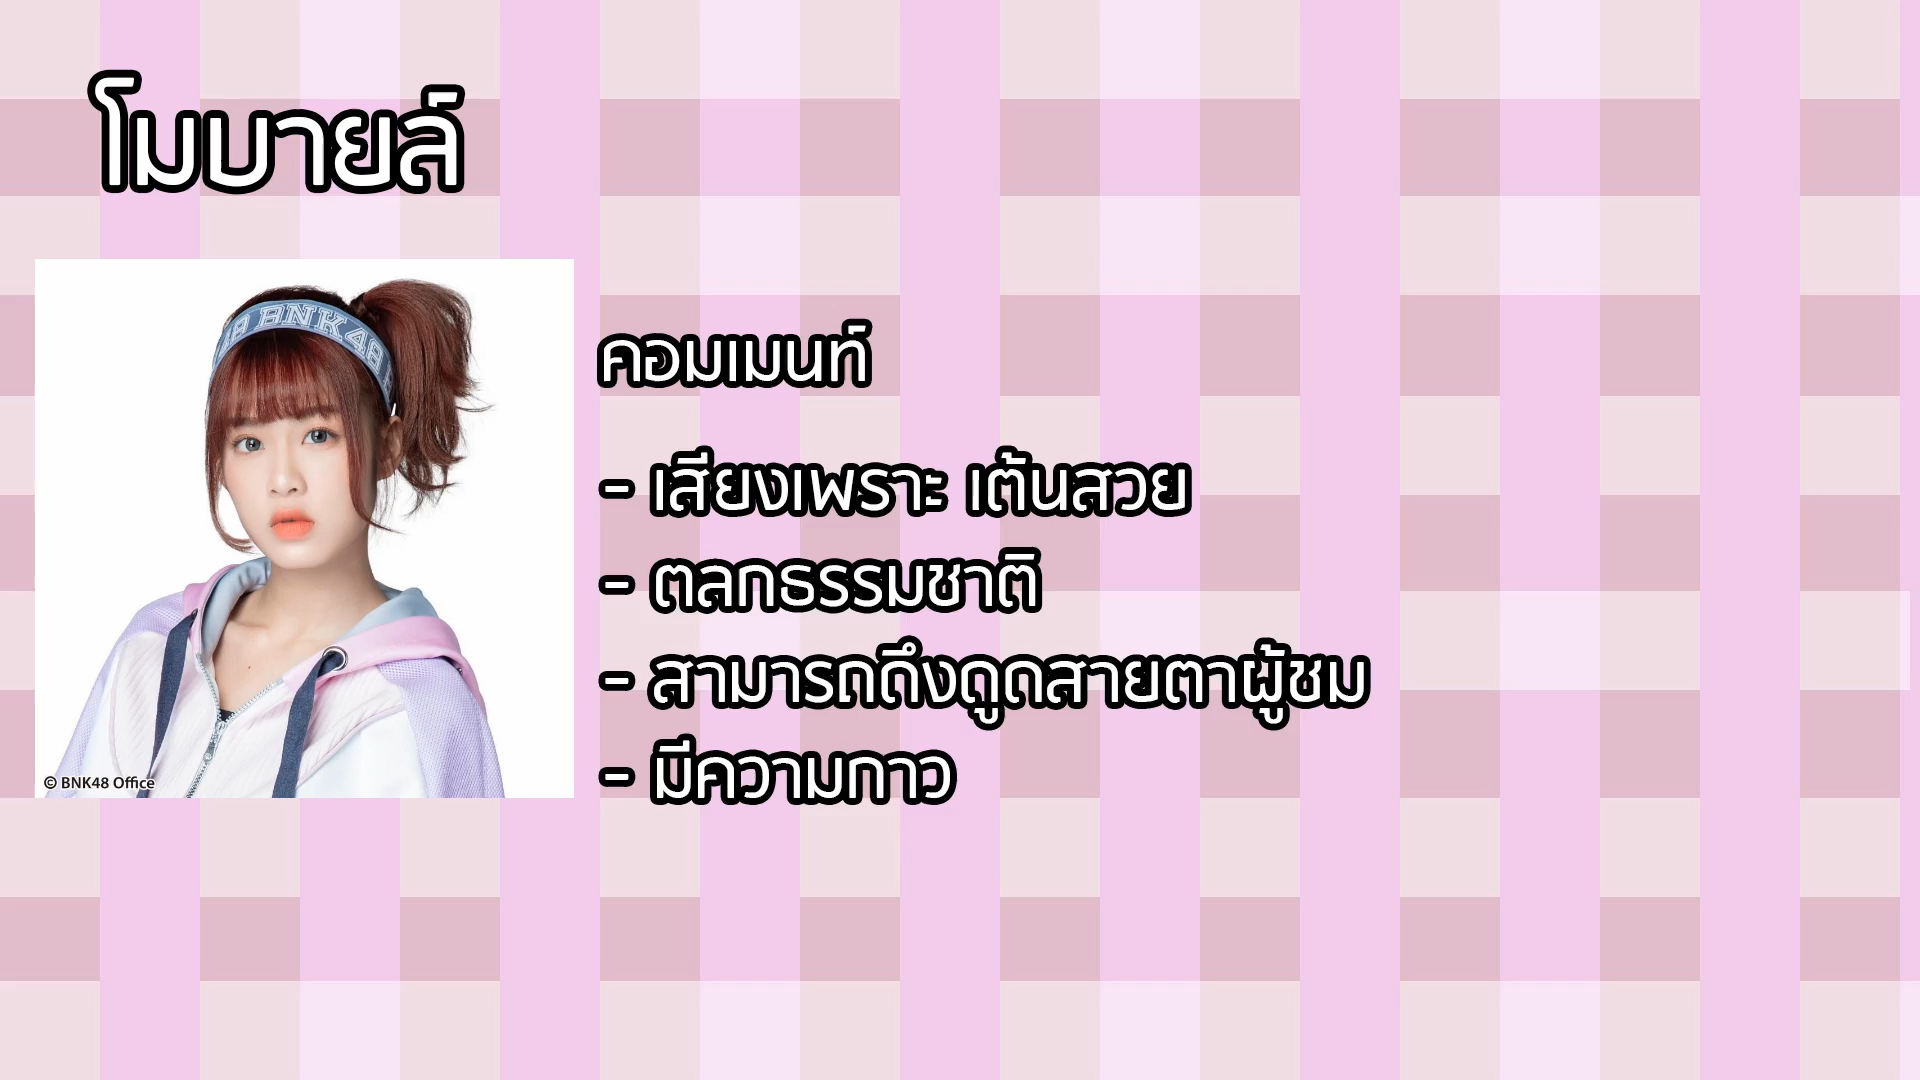 โมบายล์
BNK48
© BNK48 Office
คอมเมนท์
- เสียงเพราะ เต้นสวย
- ตลกธรรมชาติ
- สามารถดึงดูดสายตาผู้ชม
- มีความกาว